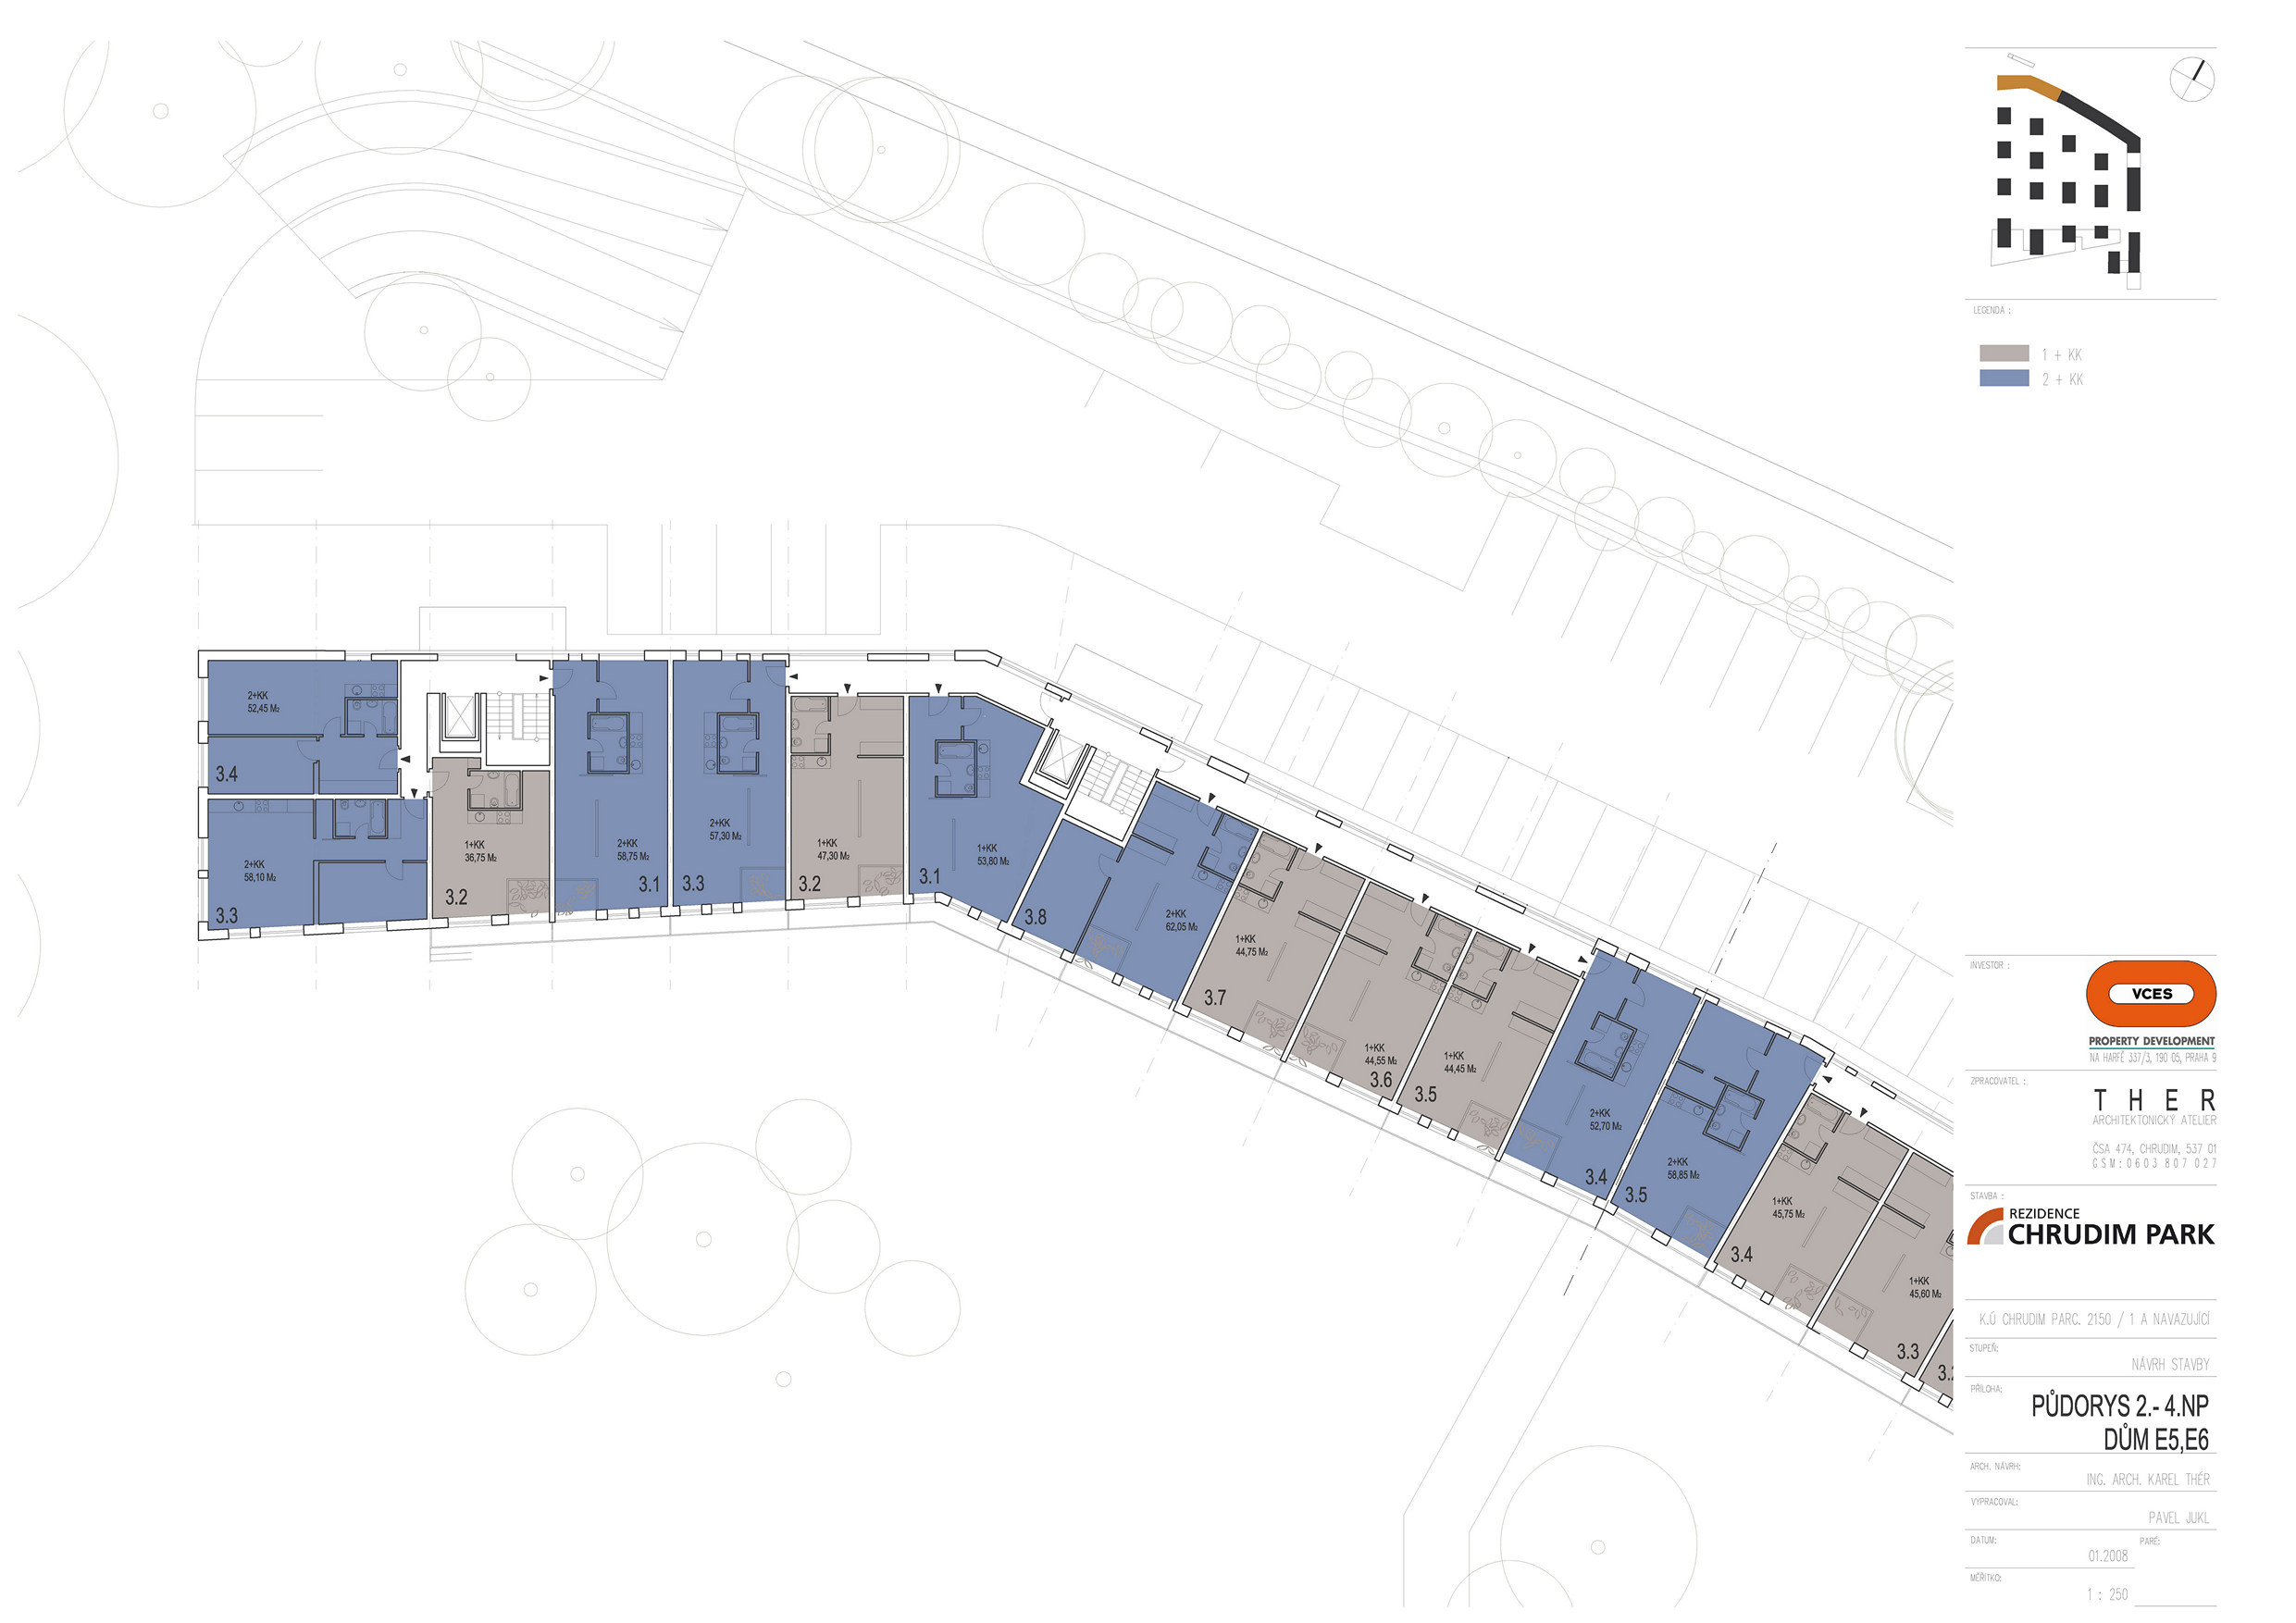 2+KK
52,45 M2
3.4
2+KK
58,10 M2
3.3
1+KK
36,75 M2
3.2
2+KK
58,75 M2
3.1
2+KK
57,30 M2
3.3
1+KK
47,30 M2
3.2
1+KK
53,80 M2
3.1
3.8
2+KK
62,05 M2
1+KK
44,75 M2
3.7
1+KK
44,55 M2
3.6
1+KK
44,45 M2
3.5
2+KK
52,70 M2
3.4
2+KK
58,85 M2
3.5
1+KK
45,75 M2
3.4
1+KK
45,60 M2
3.3
LEGENDA :
1 + KK
2 + KK
INVESTOR :
VCES
PROPERTY DEVELOPMENT
NA HARFĚ 337/3, 190 05, PRAHA 9
ZPRACOVATEL :
THER
ARCHITEKTONICKÝ ATELIER
ČSA 474, CHRUDIM, 537 01
GSM:0603 807 027
STAVBA :
REZIDENCE
CHRUDIM PARK
K.Ú CHRUDIM PARC. 2150 / 1 A NAVAZUJÍCÍ
STUPEŇ:
NÁVRH STAVBY
PŘÍLOHA:
PŮDORYS 2.- 4.NP
DŮM E5,E6
ARCH. NÁVRH:
ING. ARCH. KAREL THÉR
VYPRACOVAL:
PAVEL JUKL
DATUM:
PARÉ:
01.2008
MĚŘÍTKO:
1 : 250